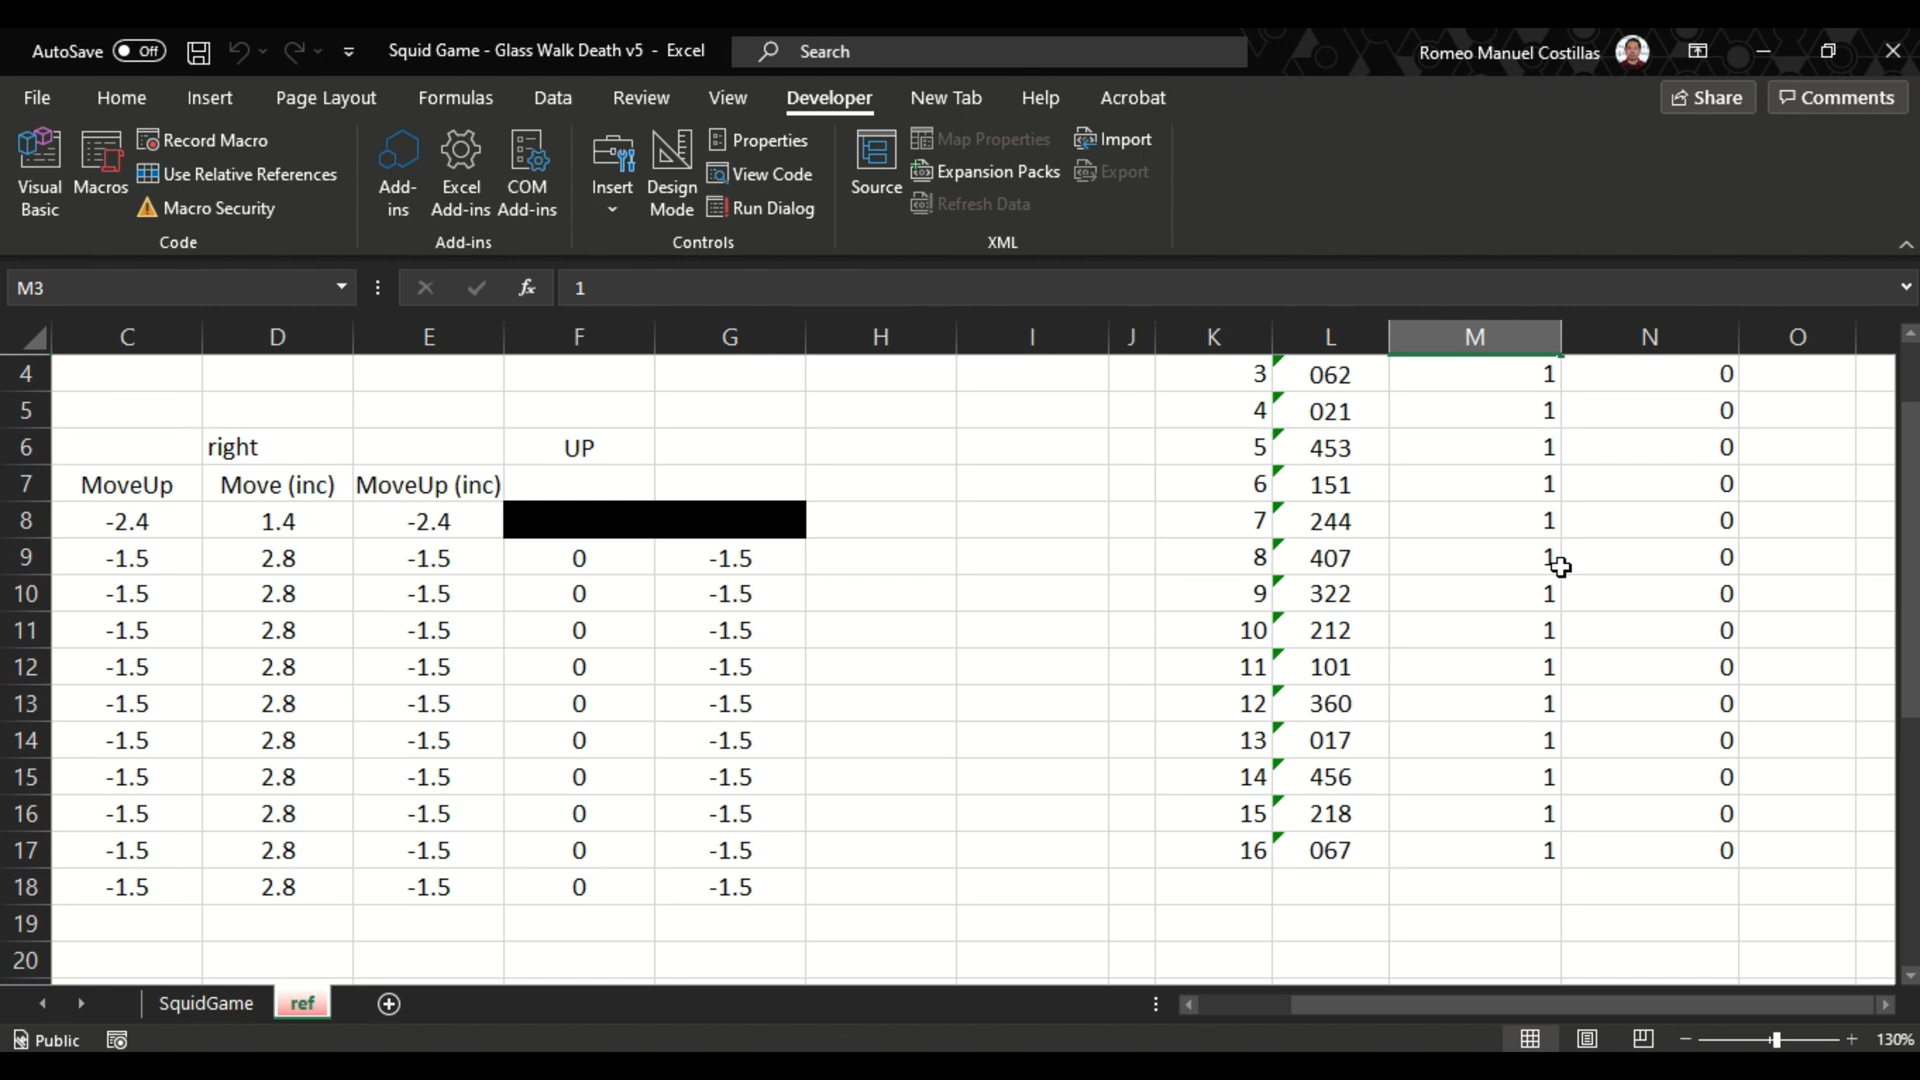 AutoSave Off Squid Game - Glass Walk Death v5 - Excel Search Romeo Manuel Costillas
File Home Insert Page Layout Formulas Data Review View Developer New Tab Help Acrobat Share Comments
Visual Basic
Macros
Record Macro
Use Relative References
Macro Security
Code
Add-ins
Excel Add-ins
COM Add-ins
Add-ins
Insert
Design Mode
Properties
View Code
Run Dialog
Controls
Source
Map Properties
Expansion Packs
Refresh Data
Import
Export
XML
M3 fx 1
C D E F G H I J K L M N O
4 3 062 1 0
5 4 021 1 0
6 right UP 5 453 1 0
7 MoveUp Move (inc) MoveUp (inc) 6 151 1 0
8 -2.4 1.4 -2.4 7 244 1 0
9 -1.5 2.8 -1.5 0 -1.5 8 407 1 0
10 -1.5 2.8 -1.5 0 -1.5 9 322 1 0
11 -1.5 2.8 -1.5 0 -1.5 10 212 1 0
12 -1.5 2.8 -1.5 0 -1.5 11 101 1 0
13 -1.5 2.8 -1.5 0 -1.5 12 360 1 0
14 -1.5 2.8 -1.5 0 -1.5 13 017 1 0
15 -1.5 2.8 -1.5 0 -1.5 14 456 1 0
16 -1.5 2.8 -1.5 0 -1.5 15 218 1 0
17 -1.5 2.8 -1.5 0 -1.5 16 067 1 0
18 -1.5 2.8 -1.5 0 -1.5
19
20
SquidGame ref
Public 130%